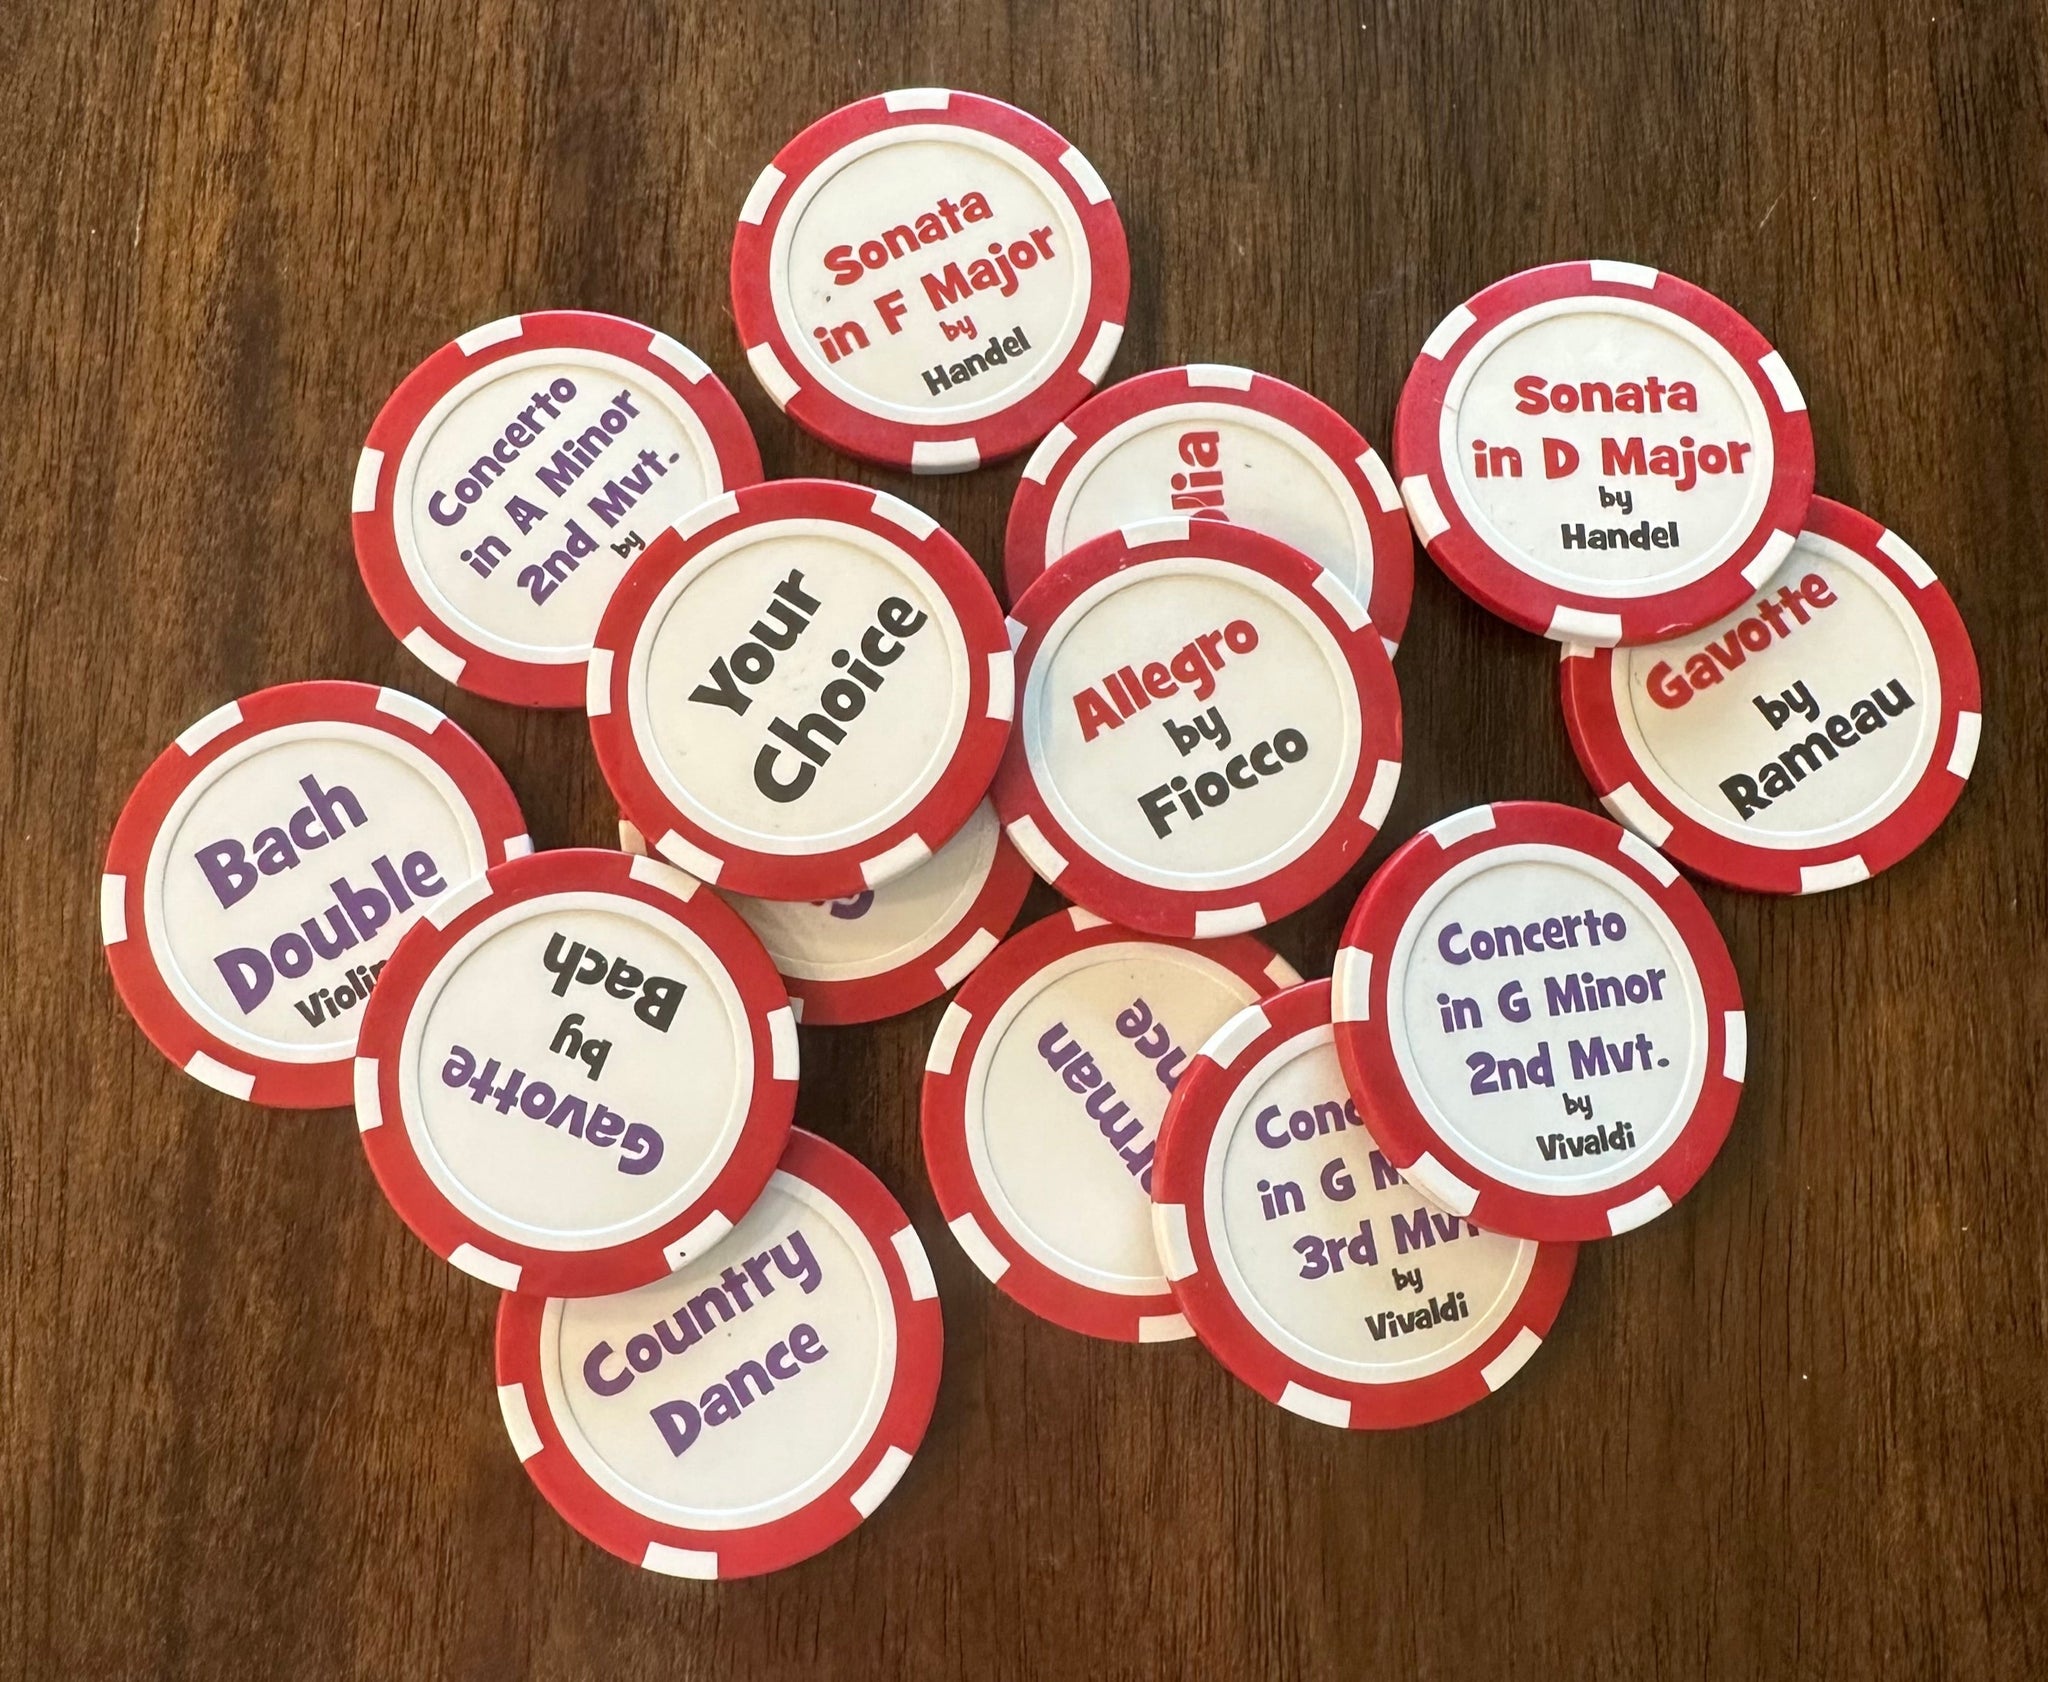 Sonata
in F Major
by
Handel
Sonata
in D Major
by
Handel
Concerto
in A Minor
2nd Mvt.
by
Your
Choice
Allegro
by
Fiocco
Gavotte
by
Rameau
Bach
Double
Gavotte
by
Bach
Concerto
in G Minor
2nd Mvt.
by
Vivaldi
in G
3rd
by
Vivaldi
Country
Dance